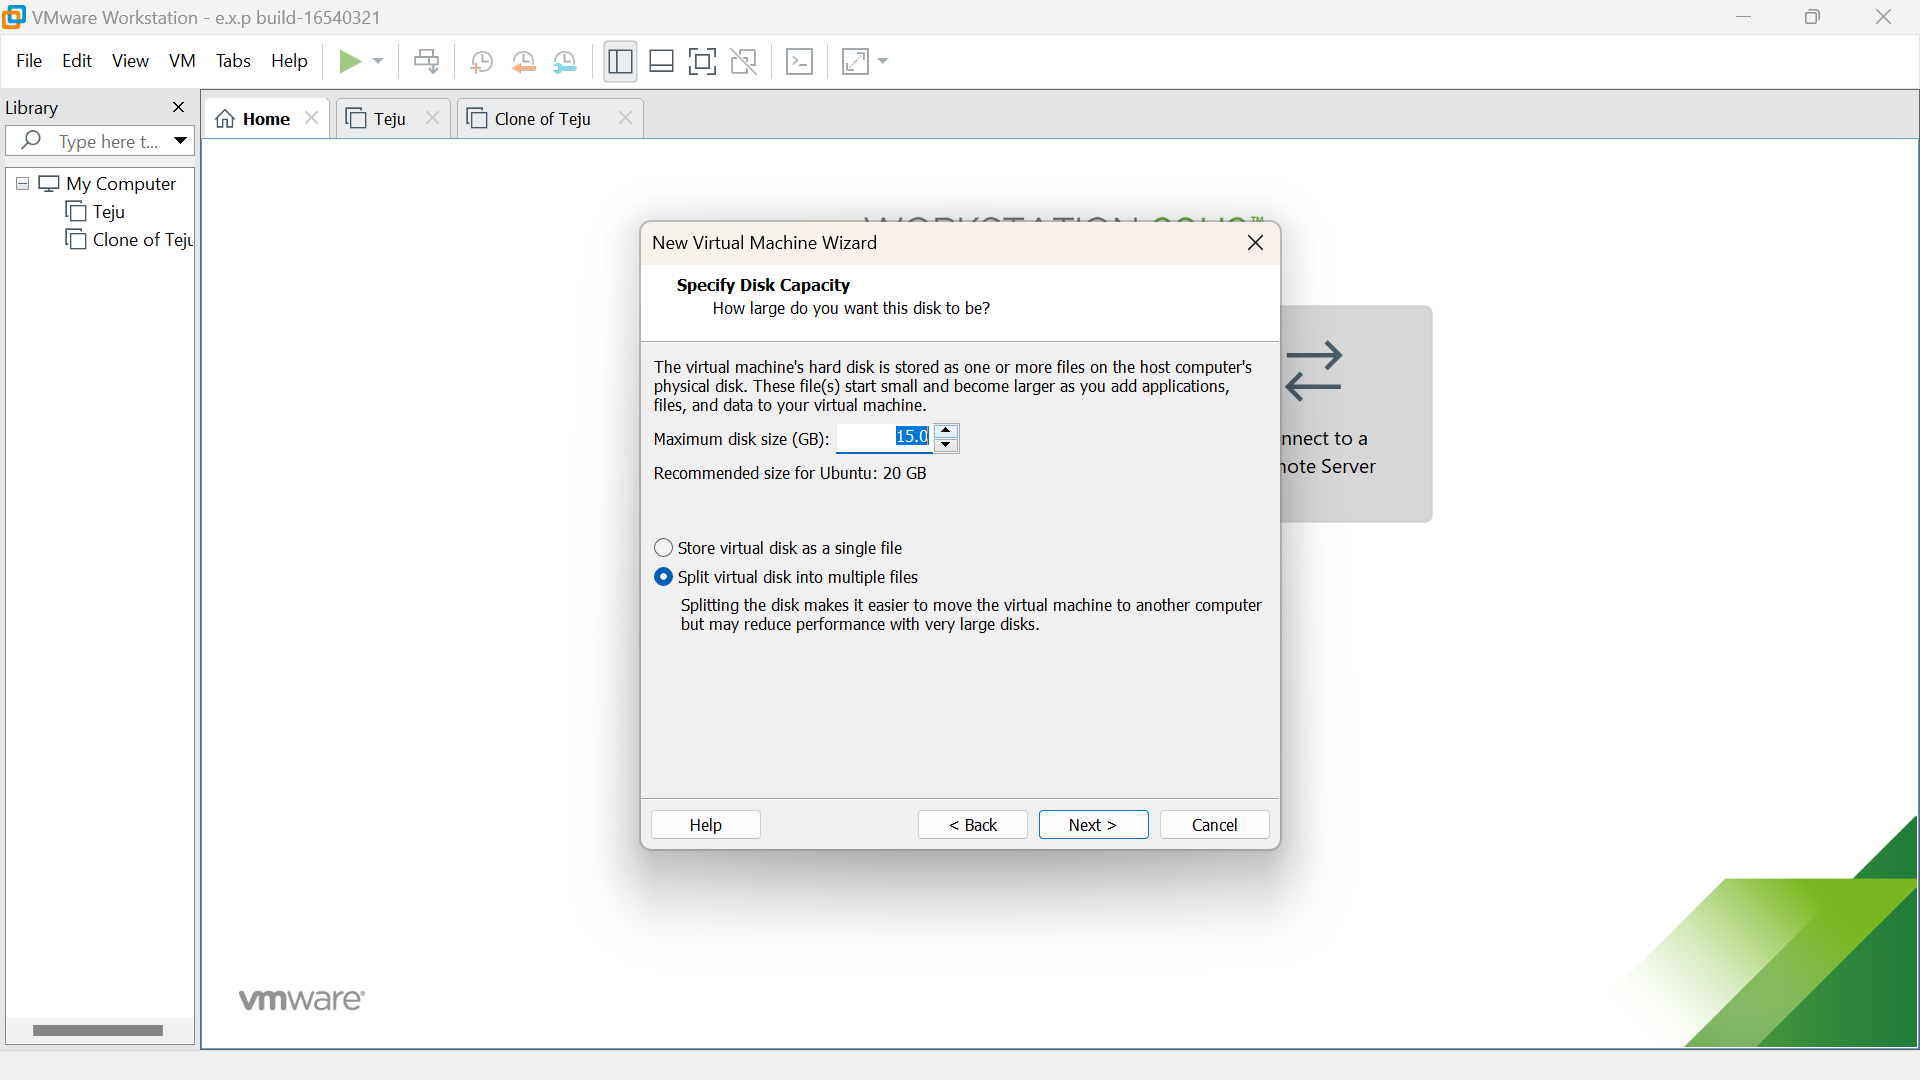 VMware Workstation - e.x.p build-16540321
File Edit View VM Tabs Help
Library
Type here t...
Home
Teju
Clone of Teju
My Computer
Teju
Clone of Teju
WORKSTATION ™
New Virtual Machine Wizard
Specify Disk Capacity
How large do you want this disk to be?
The virtual machine's hard disk is stored as one or more files on the host computer's
physical disk. These file(s) start small and become larger as you add applications,
files, and data to your virtual machine.
Maximum disk size (GB): 15.0
Recommended size for Ubuntu: 20 GB
Store virtual disk as a single file
Split virtual disk into multiple files
Splitting the disk makes it easier to move the virtual machine to another computer
but may reduce performance with very large disks.
Help
< Back
Next >
Cancel
nnect to a
note Server
vmware